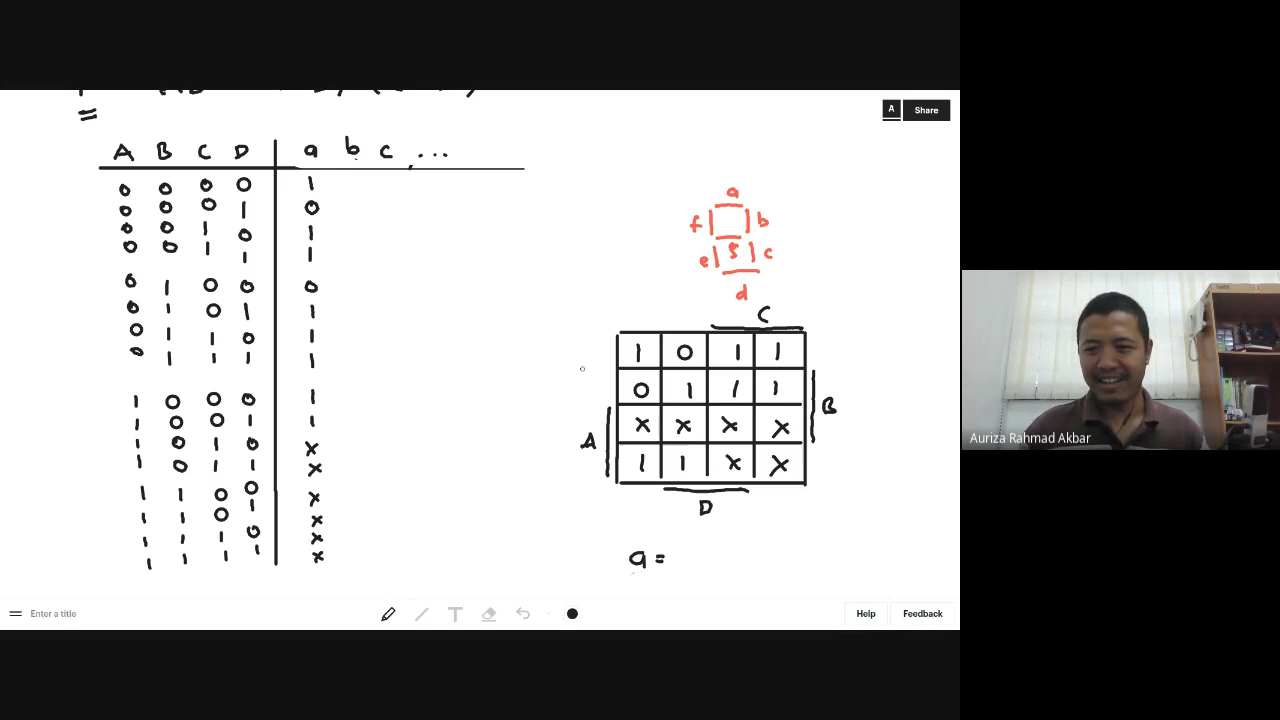 =
A Share
A B C D a b c , ...
0 0 0 0 1
0 0 0 1 0
0 0 1 0 1
0 0 1 1 1
0 1 0 0 0
0 1 0 1 1
0 1 1 0 1
0 1 1 1 1
1 0 0 0 1
1 0 0 1 1
1 0 1 0 x
1 0 1 1 x
1 1 0 0 x
1 1 0 1 x
1 1 1 0 x
1 1 1 1 x
a
f b
e g c
d
C
1 0 1 1
0 1 1 1
B
x x x x
A
1 1 x x
D
a =
Auriza Rahmad Akbar
Enter a title
T
Help
Feedback